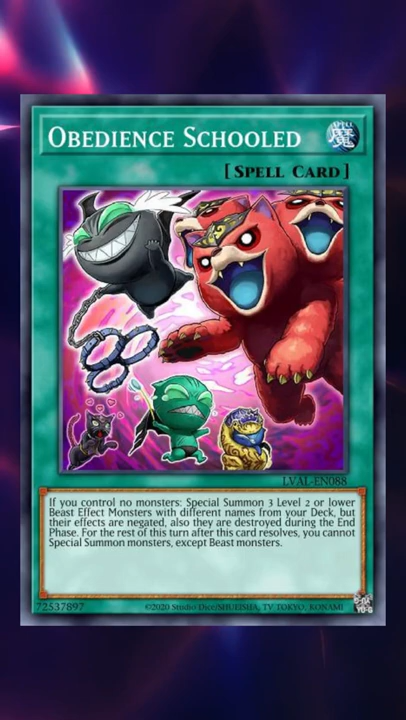 OBEDIENCE SCHOOLED
[SPELL CARD]
LVAL-EN088
If you control no monsters: Special Summon 3 Level 2 or lower
Beast Effect Monsters with different names from your Deck, but
their effects are negated, also they are destroyed during the End
Phase. For the rest of this turn after this card resolves, you cannot
Special Summon monsters, except Beast monsters.
72537897
©2020 Studio Dice/SHUEISHA, TV TOKYO, KONAMI